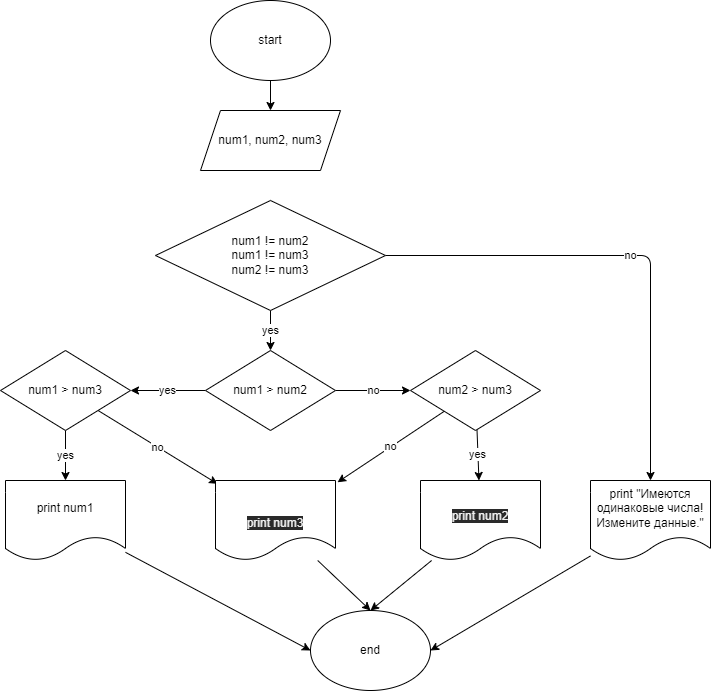 start
num1, num2, num3
num1 != num2
num1 != num3
num2 != num3
no
yes
num1 > num3
yes
num1 > num2
no
num2 > num3
yes
no
no
yes
print num1
print num3
print num2
print "Имеются
одинаковые числа!
Измените данные."
end